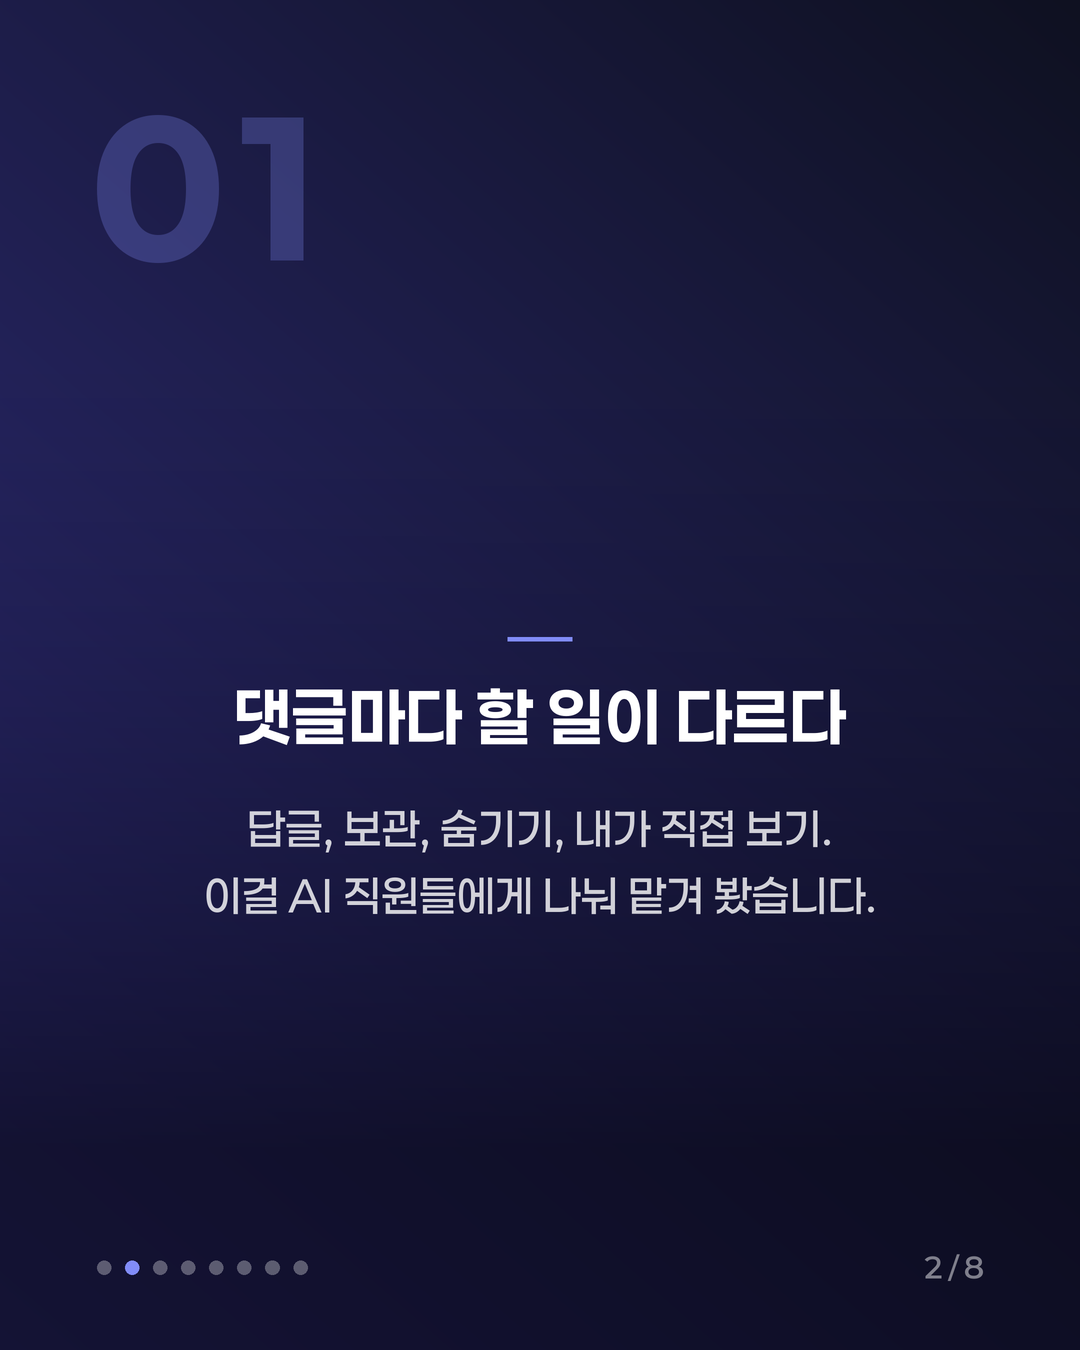 01
댓글마다 할 일이 다르다
답글, 보관, 숨기기, 내가 직접 보기.
이걸 AI 직원들에게 나눠 맡겨 봤습니다.
2/8